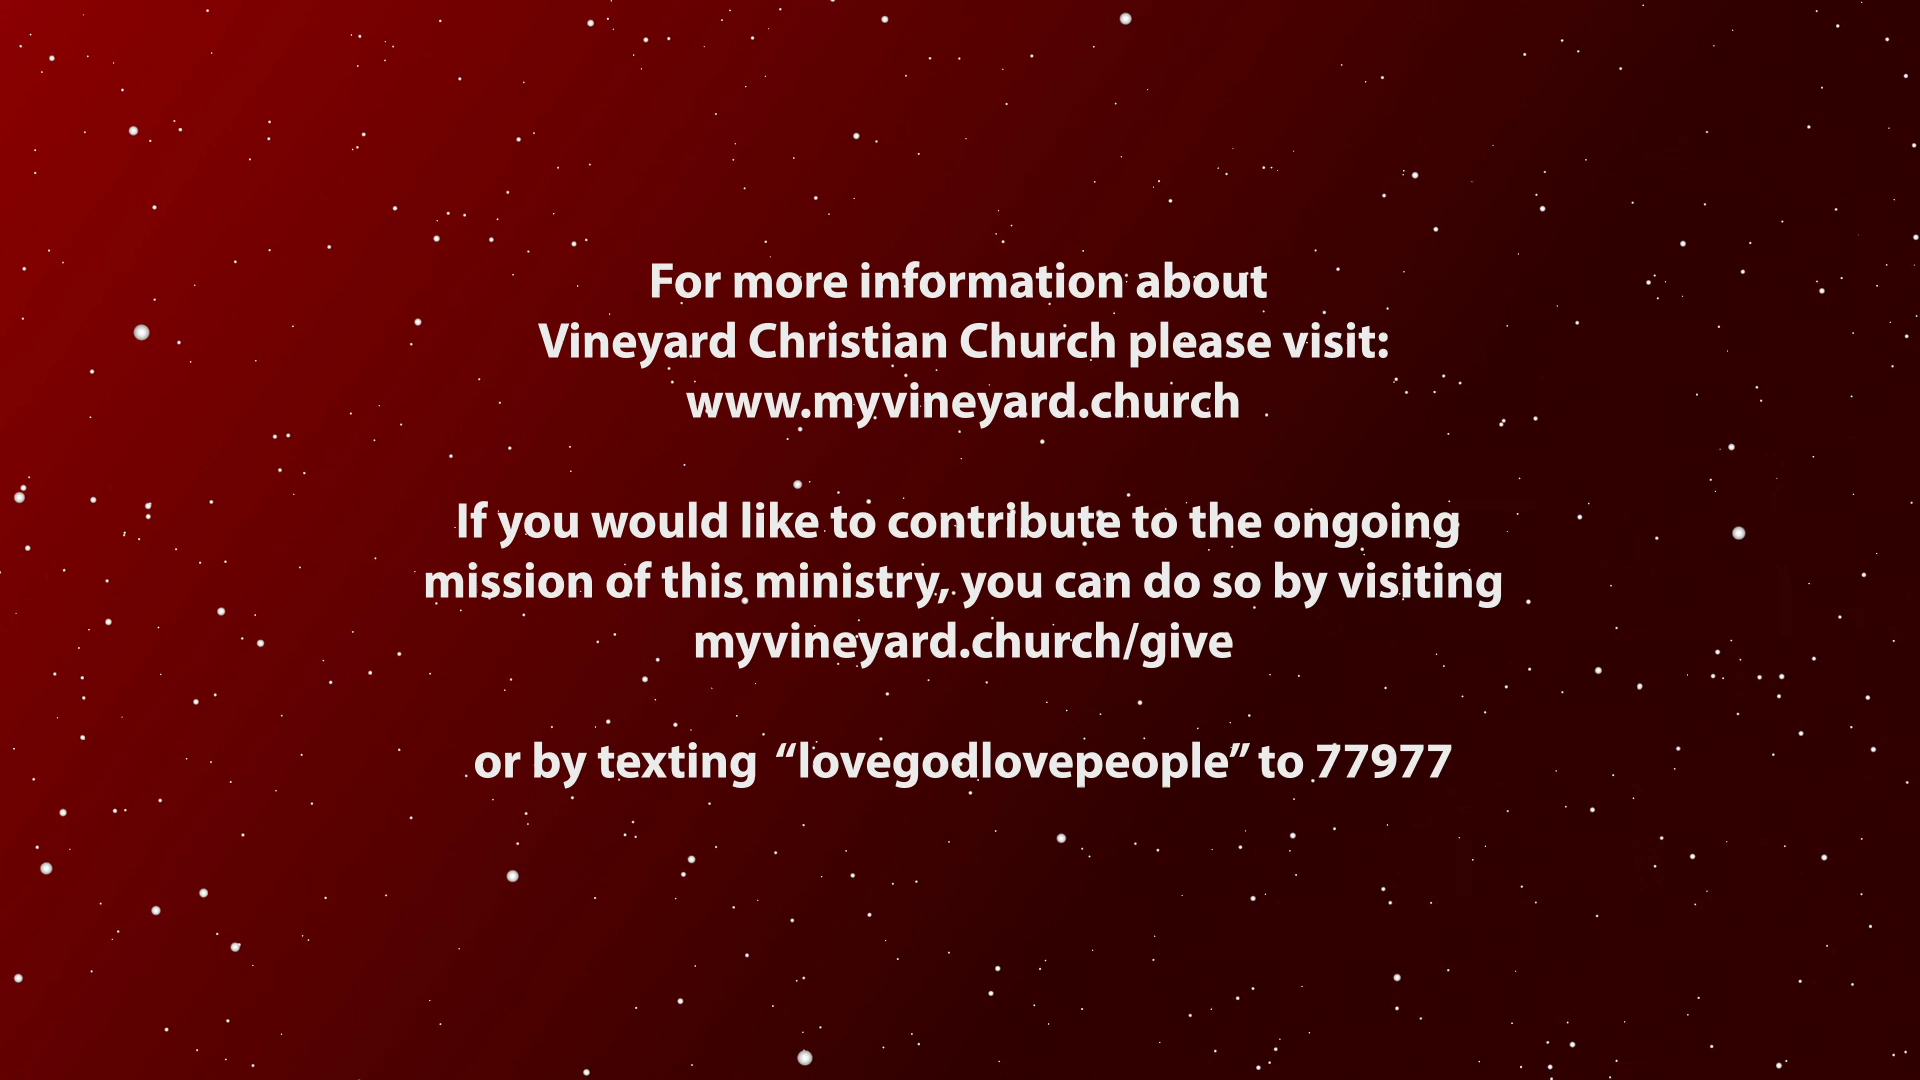 For more information about
Vineyard Christian Church please visit:
www.myvineyard.church
If you would like to contribute to the ongoing
mission of this ministry, you can do so by visiting
myvineyard.church/give
or by texting “lovegodlovepeople” to 77977